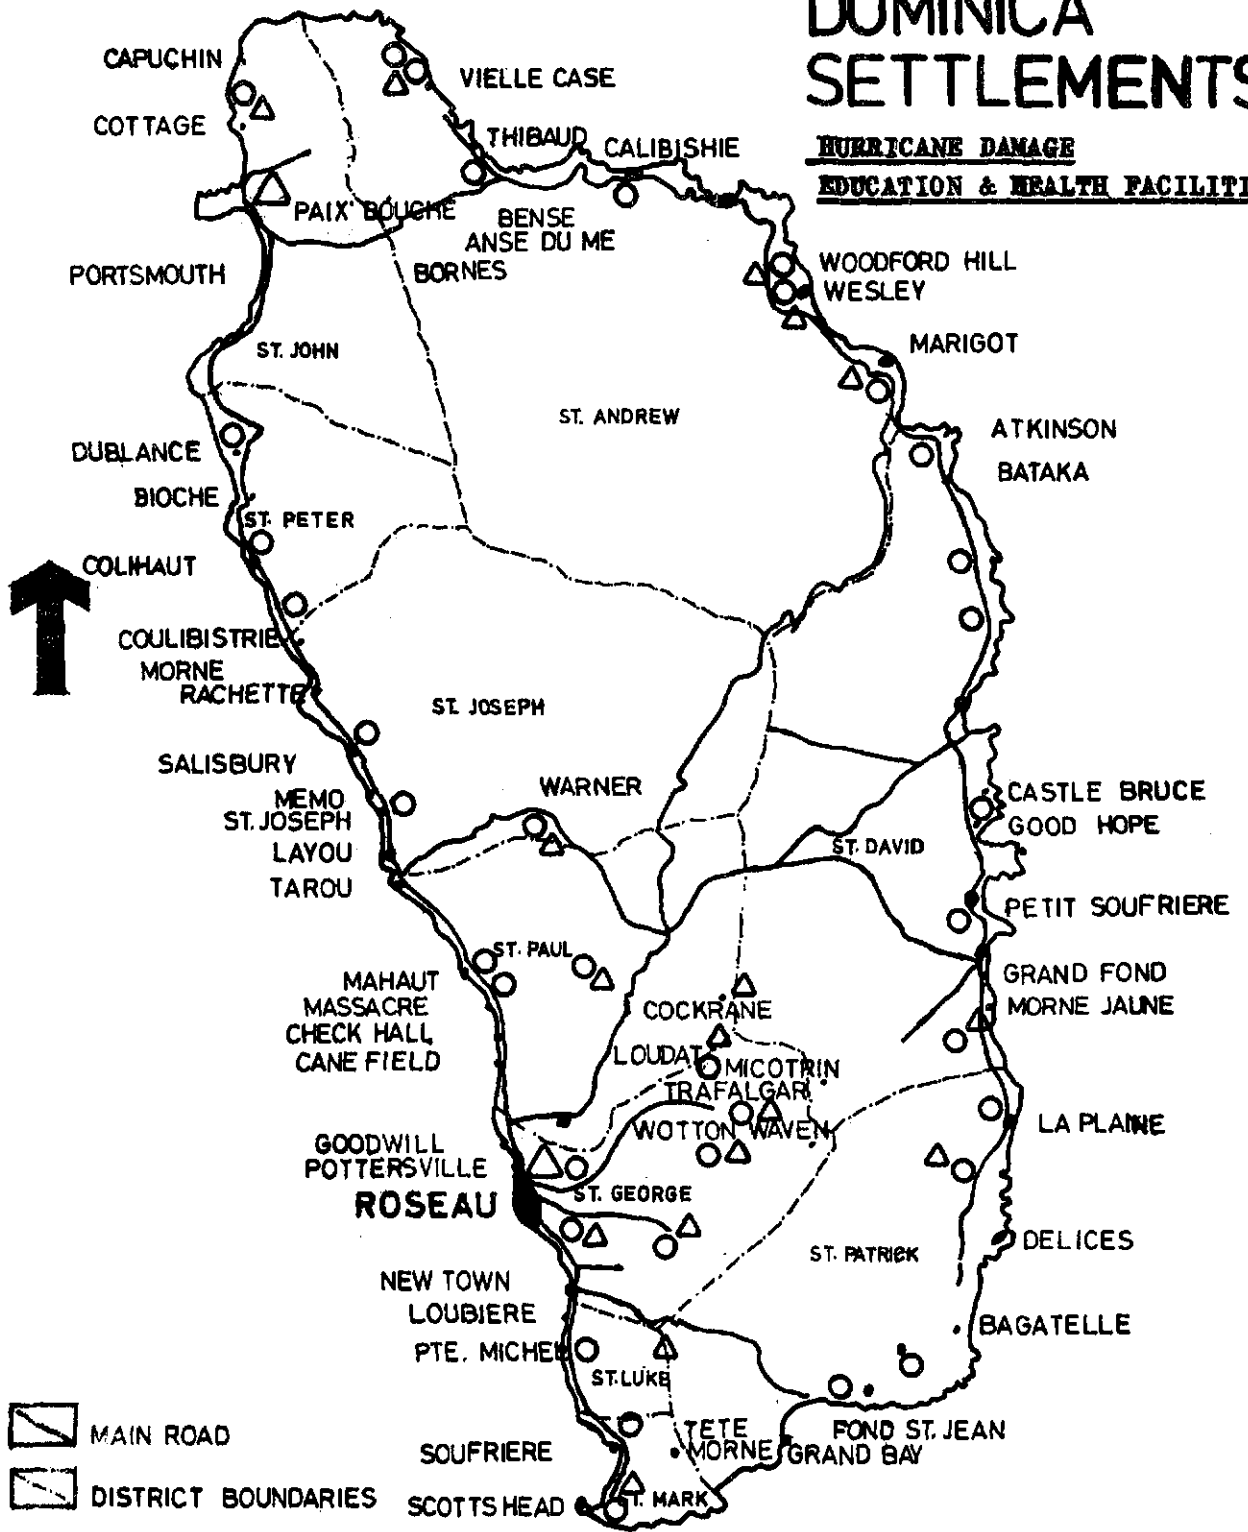 DOMINICA
SETTLEMENTS
HURRICANE DAMAGE
EDUCATION & HEALTH FACILITI
CAPUCHIN
VIELLE CASE
COTTAGE
THIBAUD
CALIBISHIE
PAIX BOUCHE
BENSE
ANSE DU ME
PORTSMOUTH
BORNES
WOODFORD HILL
WESLEY
MARIGOT
ST. JOHN
ST. ANDREW
ATKINSON
BATAKA
DUBLANCE
BIOCHE
ST. PETER
COLIHAUT
COULIBISTRIE
MORNE
RACHETTE
ST. JOSEPH
SALISBURY
WARNER
MEMO
ST. JOSEPH
LAYOU
TAROU
CASTLE BRUCE
GOOD HOPE
ST. DAVID
PETIT SOUFRIERE
ST. PAUL
GRAND FOND
MORNE JAUNE
MAHAUT
MASSACRE
CHECK HALL
CANE FIELD
COCKRANE
LOUDAT
MICOTRIN
TRAFALGAR
WOTTON WAVEN
LA PLAINE
GOODWILL
POTTERSVILLE
ROSEAU
ST. GEORGE
ST. PATRICK
DELICES
NEW TOWN
LOUBIERE
PTE. MICHEL
BAGATELLE
ST. LUKE
MAIN ROAD
DISTRICT BOUNDARIES
SOUFRIERE
SCOTTS HEAD
TETE
MORNE
GRAND BAY
FOND ST. JEAN
ST. MARK